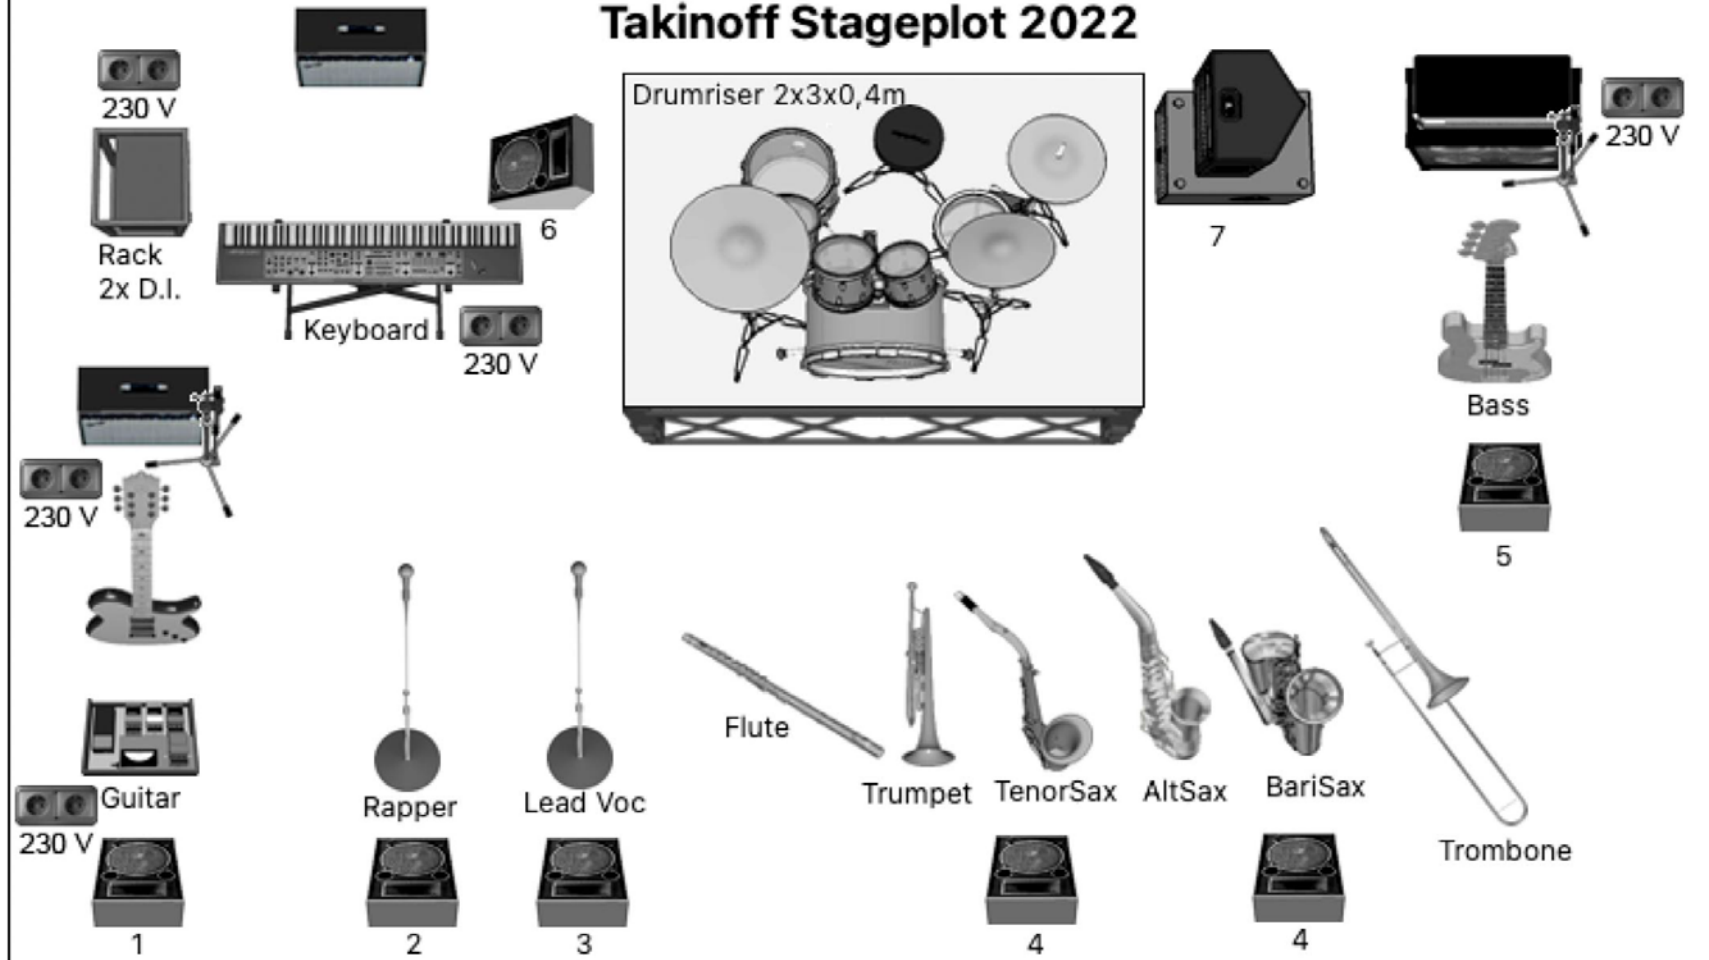 Takinoff Stageplot 2022
230 V
Drumriser 2x3x0,4m
230 V
6
7
Rack
2x D.I.
Keyboard
230 V
Bass
230 V
5
Flute
Trumpet
TenorSax
AltSax
BariSax
Guitar
Rapper
Lead Voc
230 V
Trombone
1
2
3
4
4